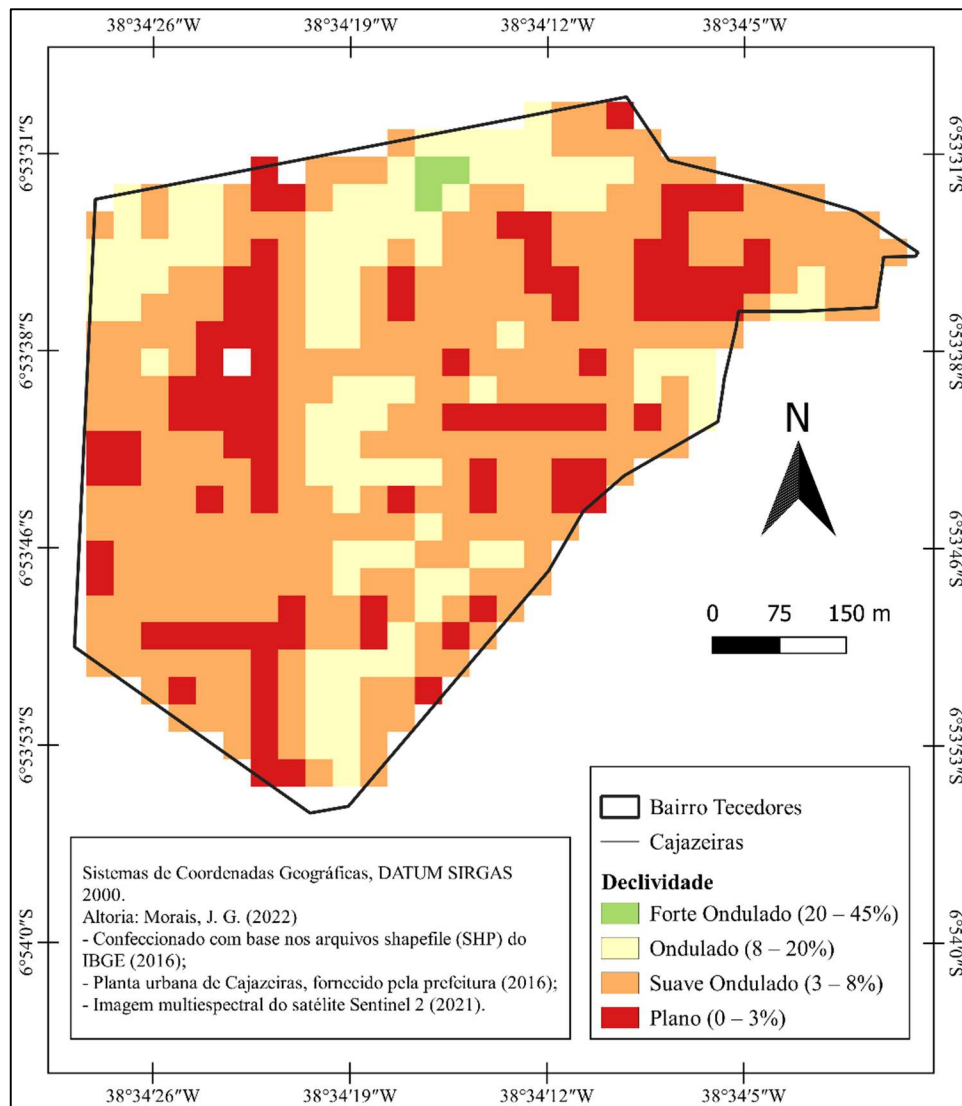 38°34′26″W 38°34′19″W 38°34′12″W 38°34′5″W
6°53′31″S 6°53′31″S
6°53′38″S 6°53′38″S
N
6°53′46″S 6°53′46″S
0 75 150 m
6°53′53″S 6°53′53″S
Bairro Tecedores
Cajazeiras
Declividade
Forte Ondulado (20 – 45%)
Ondulado (8 – 20%)
Suave Ondulado (3 – 8%)
Plano (0 – 3%)
Sistemas de Coordenadas Geográficas, DATUM SIRGAS
2000.
Altoria: Morais, J. G. (2022)
- Confeccionado com base nos arquivos shapefile (SHP) do
IBGE (2016);
- Planta urbana de Cajazeiras, fornecido pela prefeitura (2016);
- Imagem multiespectral do satélite Sentinel 2 (2021).
6°54′0″S 6°54′0″S
38°34′26″W 38°34′19″W 38°34′12″W 38°34′5″W